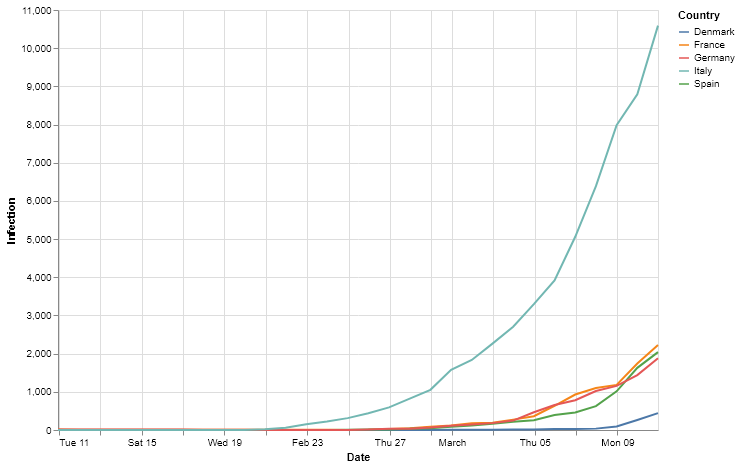 11,000
10,000
9,000
8,000
7,000
6,000
5,000
4,000
3,000
2,000
1,000
0
Infection
Tue 11 Sat 15 Wed 19 Feb 23 Thu 27 March Thu 05 Mon 09
Date
Country
Denmark
France
Germany
Italy
Spain